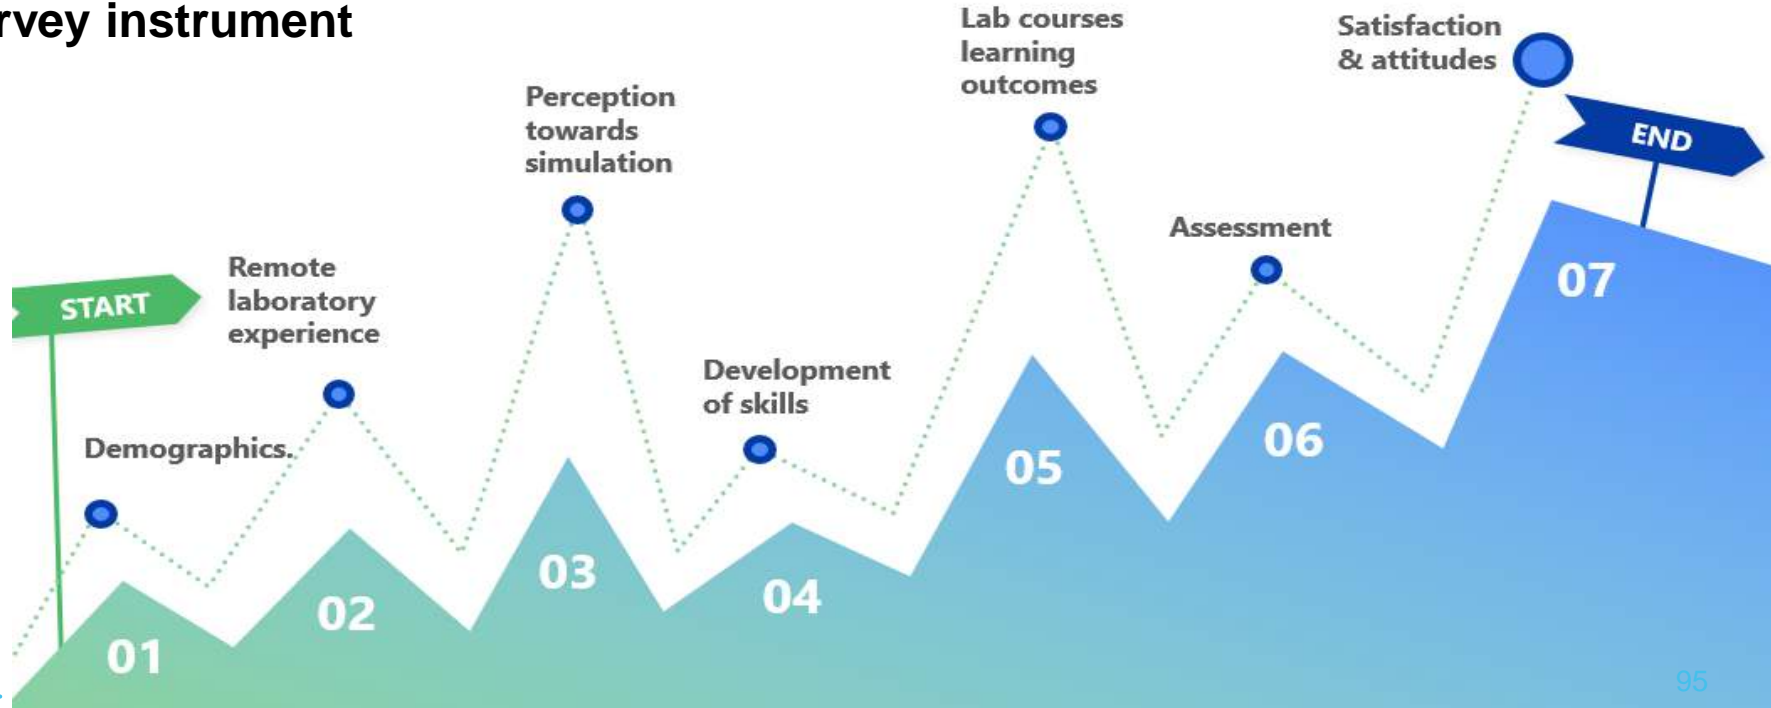 rvey instrument
START
Demographics.
01
Remote
laboratory
experience
02
Perception
towards
simulation
03
Development
of skills
04
Lab courses
learning
outcomes
05
Assessment
06
Satisfaction
& attitudes
07
END
95